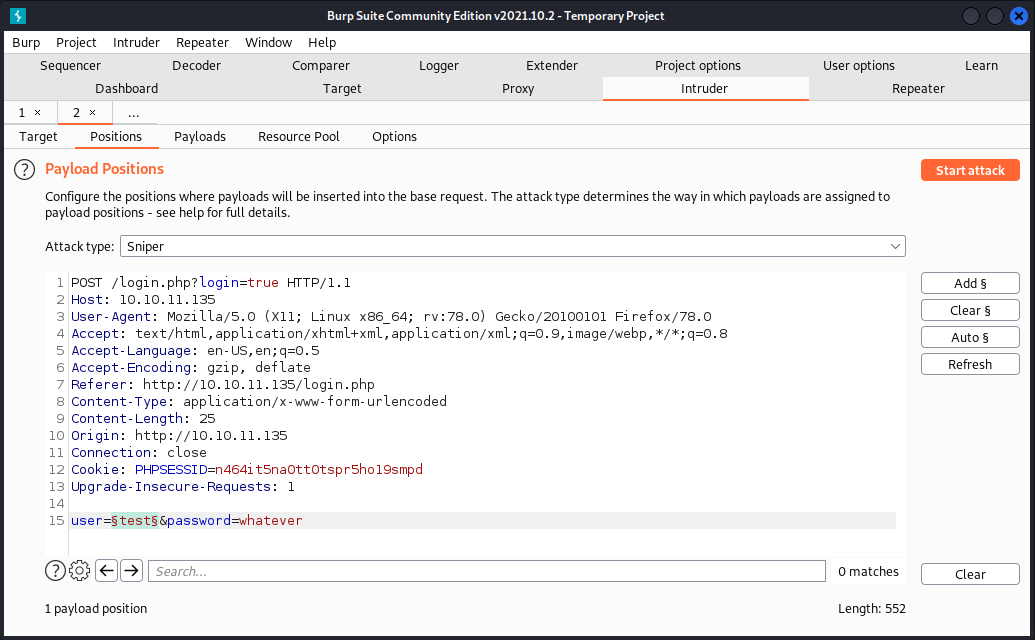 Burp Suite Community Edition v2021.10.2 - Temporary Project
Burp Project Intruder Repeater Window Help
Sequencer Decoder Comparer Logger Extender Project options User options Learn
Dashboard Target Proxy Intruder Repeater
1 × 2 × ...
Target Positions Payloads Resource Pool Options
? Payload Positions Start attack
Configure the positions where payloads will be inserted into the base request. The attack type determines the way in which payloads are assigned to
payload positions - see help for full details.
Attack type: Sniper
1 POST /login.php?login=true HTTP/1.1 Add §
2 Host: 10.10.11.135
3 User-Agent: Mozilla/5.0 (X11; Linux x86_64; rv:78.0) Gecko/20100101 Firefox/78.0 Clear §
4 Accept: text/html,application/xhtml+xml,application/xml;q=0.9,image/webp,*/*;q=0.8 Auto §
5 Accept-Language: en-US,en;q=0.5
6 Accept-Encoding: gzip, deflate Refresh
7 Referer: http://10.10.11.135/login.php
8 Content-Type: application/x-www-form-urlencoded
9 Content-Length: 25
10 Origin: http://10.10.11.135
11 Connection: close
12 Cookie: PHPSESSID=n464it5na0tt0tspr5ho19smpd
13 Upgrade-Insecure-Requests: 1
14
15 user=§test§&password=whatever
? Search... 0 matches Clear
1 payload position Length: 552